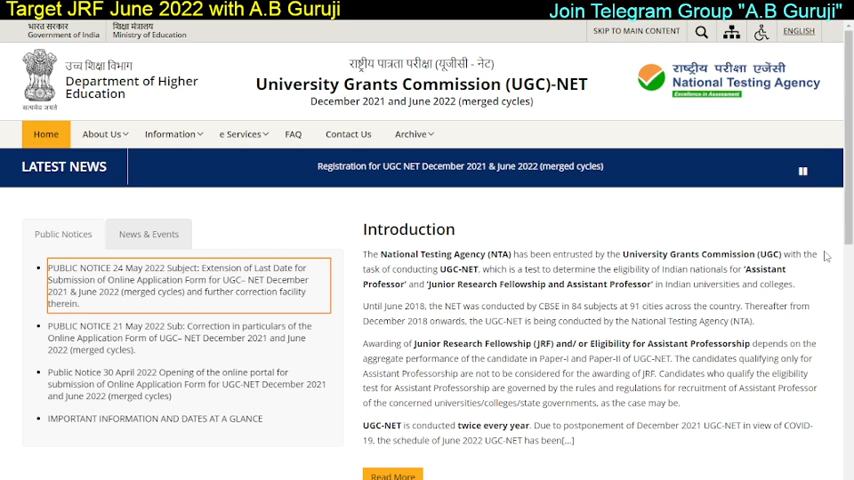 Target JRF June 2022 with A.B Guruji
Join Telegram Group "A.B Guruji"
भारत सरकार
Government of India
शिक्षा मंत्रालय
Ministry of Education
SKIP TO MAIN CONTENT
ENGLISH
सत्यमेव जयते
उच्चतर शिक्षा विभाग
Department of Higher
Education
राष्ट्रीय पात्रता परीक्षा (यूजीसी - नेट)
University Grants Commission (UGC)-NET
December 2021 and June 2022 (merged cycles)
राष्ट्रीय परीक्षा एजेंसी
National Testing Agency
Excellence in Assessment
Home
About Us
Information
e Services
FAQ
Contact Us
Archive
LATEST NEWS
Registration for UGC NET December 2021 & June 2022 (merged cycles)
Public Notices
News & Events
PUBLIC NOTICE 24 May 2022 Subject: Extension of Last Date for
Submission of Online Application Form for UGC– NET December
2021 & June 2022 (merged cycles) and further correction facility
therein.
PUBLIC NOTICE 21 May 2022 Sub: Correction in particulars of the
Online Application Form of UGC– NET December 2021 and June
2022 (merged cycles).
Public Notice 30 April 2022 Opening of the online portal for
submission of Online Application Form for UGC-NET December 2021
and June 2022 (merged cycles)
IMPORTANT INFORMATION AND DATES AT A GLANCE
Introduction
The National Testing Agency (NTA) has been entrusted by the University Grants Commission (UGC) with the
task of conducting UGC-NET, which is a test to determine the eligibility of Indian nationals for 'Assistant
Professor' and 'Junior Research Fellowship and Assistant Professor' in Indian universities and colleges.
Until June 2018, the NET was conducted by CBSE in 84 subjects at 91 cities across the country. Thereafter from
December 2018 onwards, the UGC-NET is being conducted by the National Testing Agency (NTA).
Awarding of Junior Research Fellowship (JRF) and/ or Eligibility for Assistant Professorship depends on the
aggregate performance of the candidate in Paper-I and Paper-II of UGC-NET. The candidates qualifying only for
Assistant Professorship are not to be considered for the awarding of JRF. Candidates who qualify the eligibility
test for Assistant Professorship are governed by the rules and regulations for recruitment of Assistant Professor
of the concerned universities/colleges/state governments, as the case may be.
UGC-NET is conducted twice every year. Due to postponement of December 2021 UGC-NET in view of COVID-
19, the schedule of June 2022 UGC-NET has been[...]
Read More